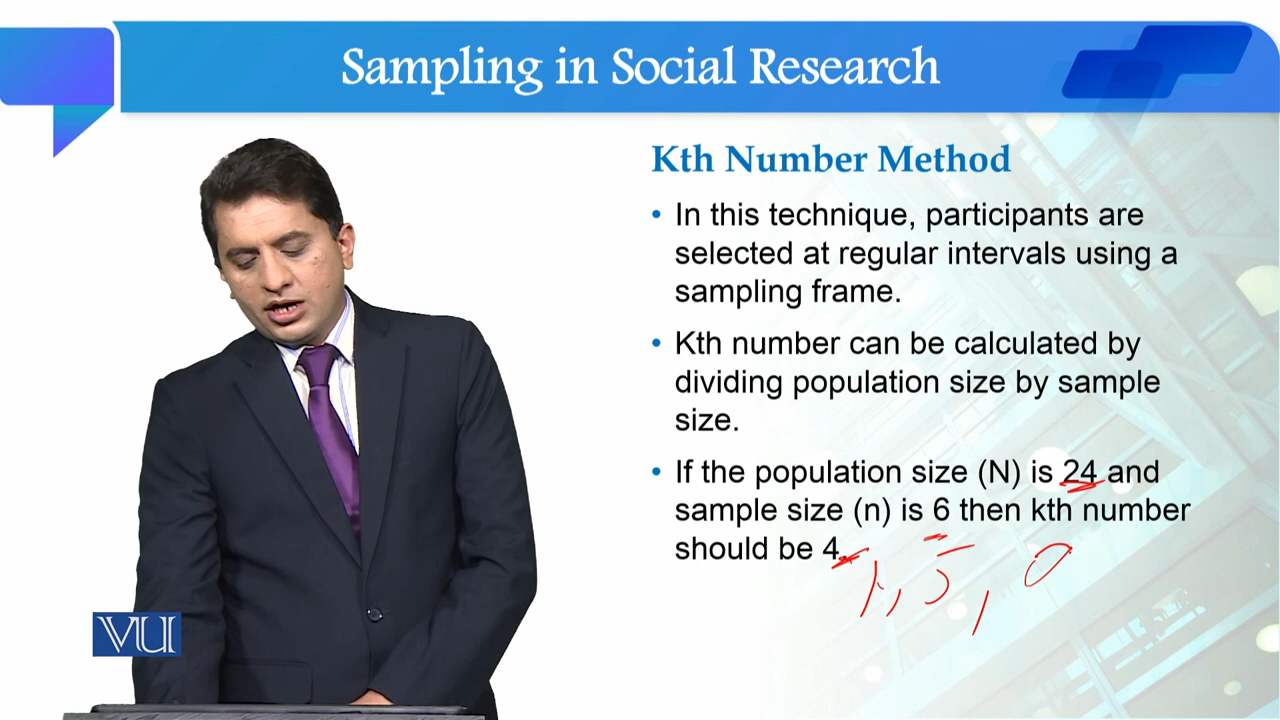 Sampling in Social Research
Kth Number Method
• In this technique, participants are
selected at regular intervals using a
sampling frame.
• Kth number can be calculated by
dividing population size by sample
size.
• If the population size (N) is 24 and
sample size (n) is 6 then kth number
should be 4.
1, 5,
VU